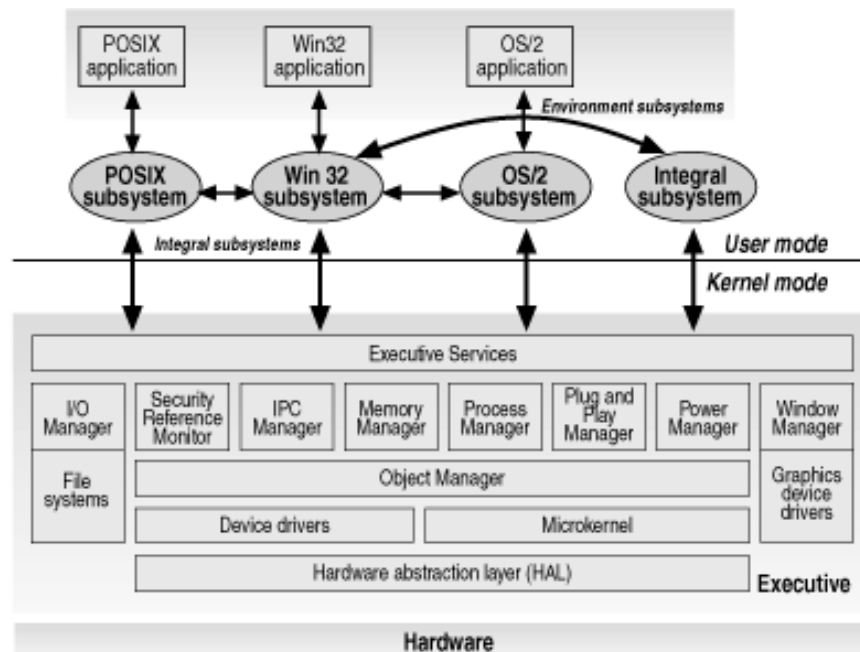 POSIX
application
Win32
application
OS/2
application
Environment subsystems
POSIX
subsystem
Win 32
subsystem
OS/2
subsystem
Integral
subsystem
Integral subsystems
User mode
Kernel mode
Executive Services
I/O
Manager
Security
Reference
Monitor
IPC
Manager
Memory
Manager
Process
Manager
Plug and
Play
Manager
Power
Manager
Window
Manager
File
systems
Object Manager
Graphics
device
drivers
Device drivers
Microkernel
Hardware abstraction layer (HAL)
Executive
Hardware